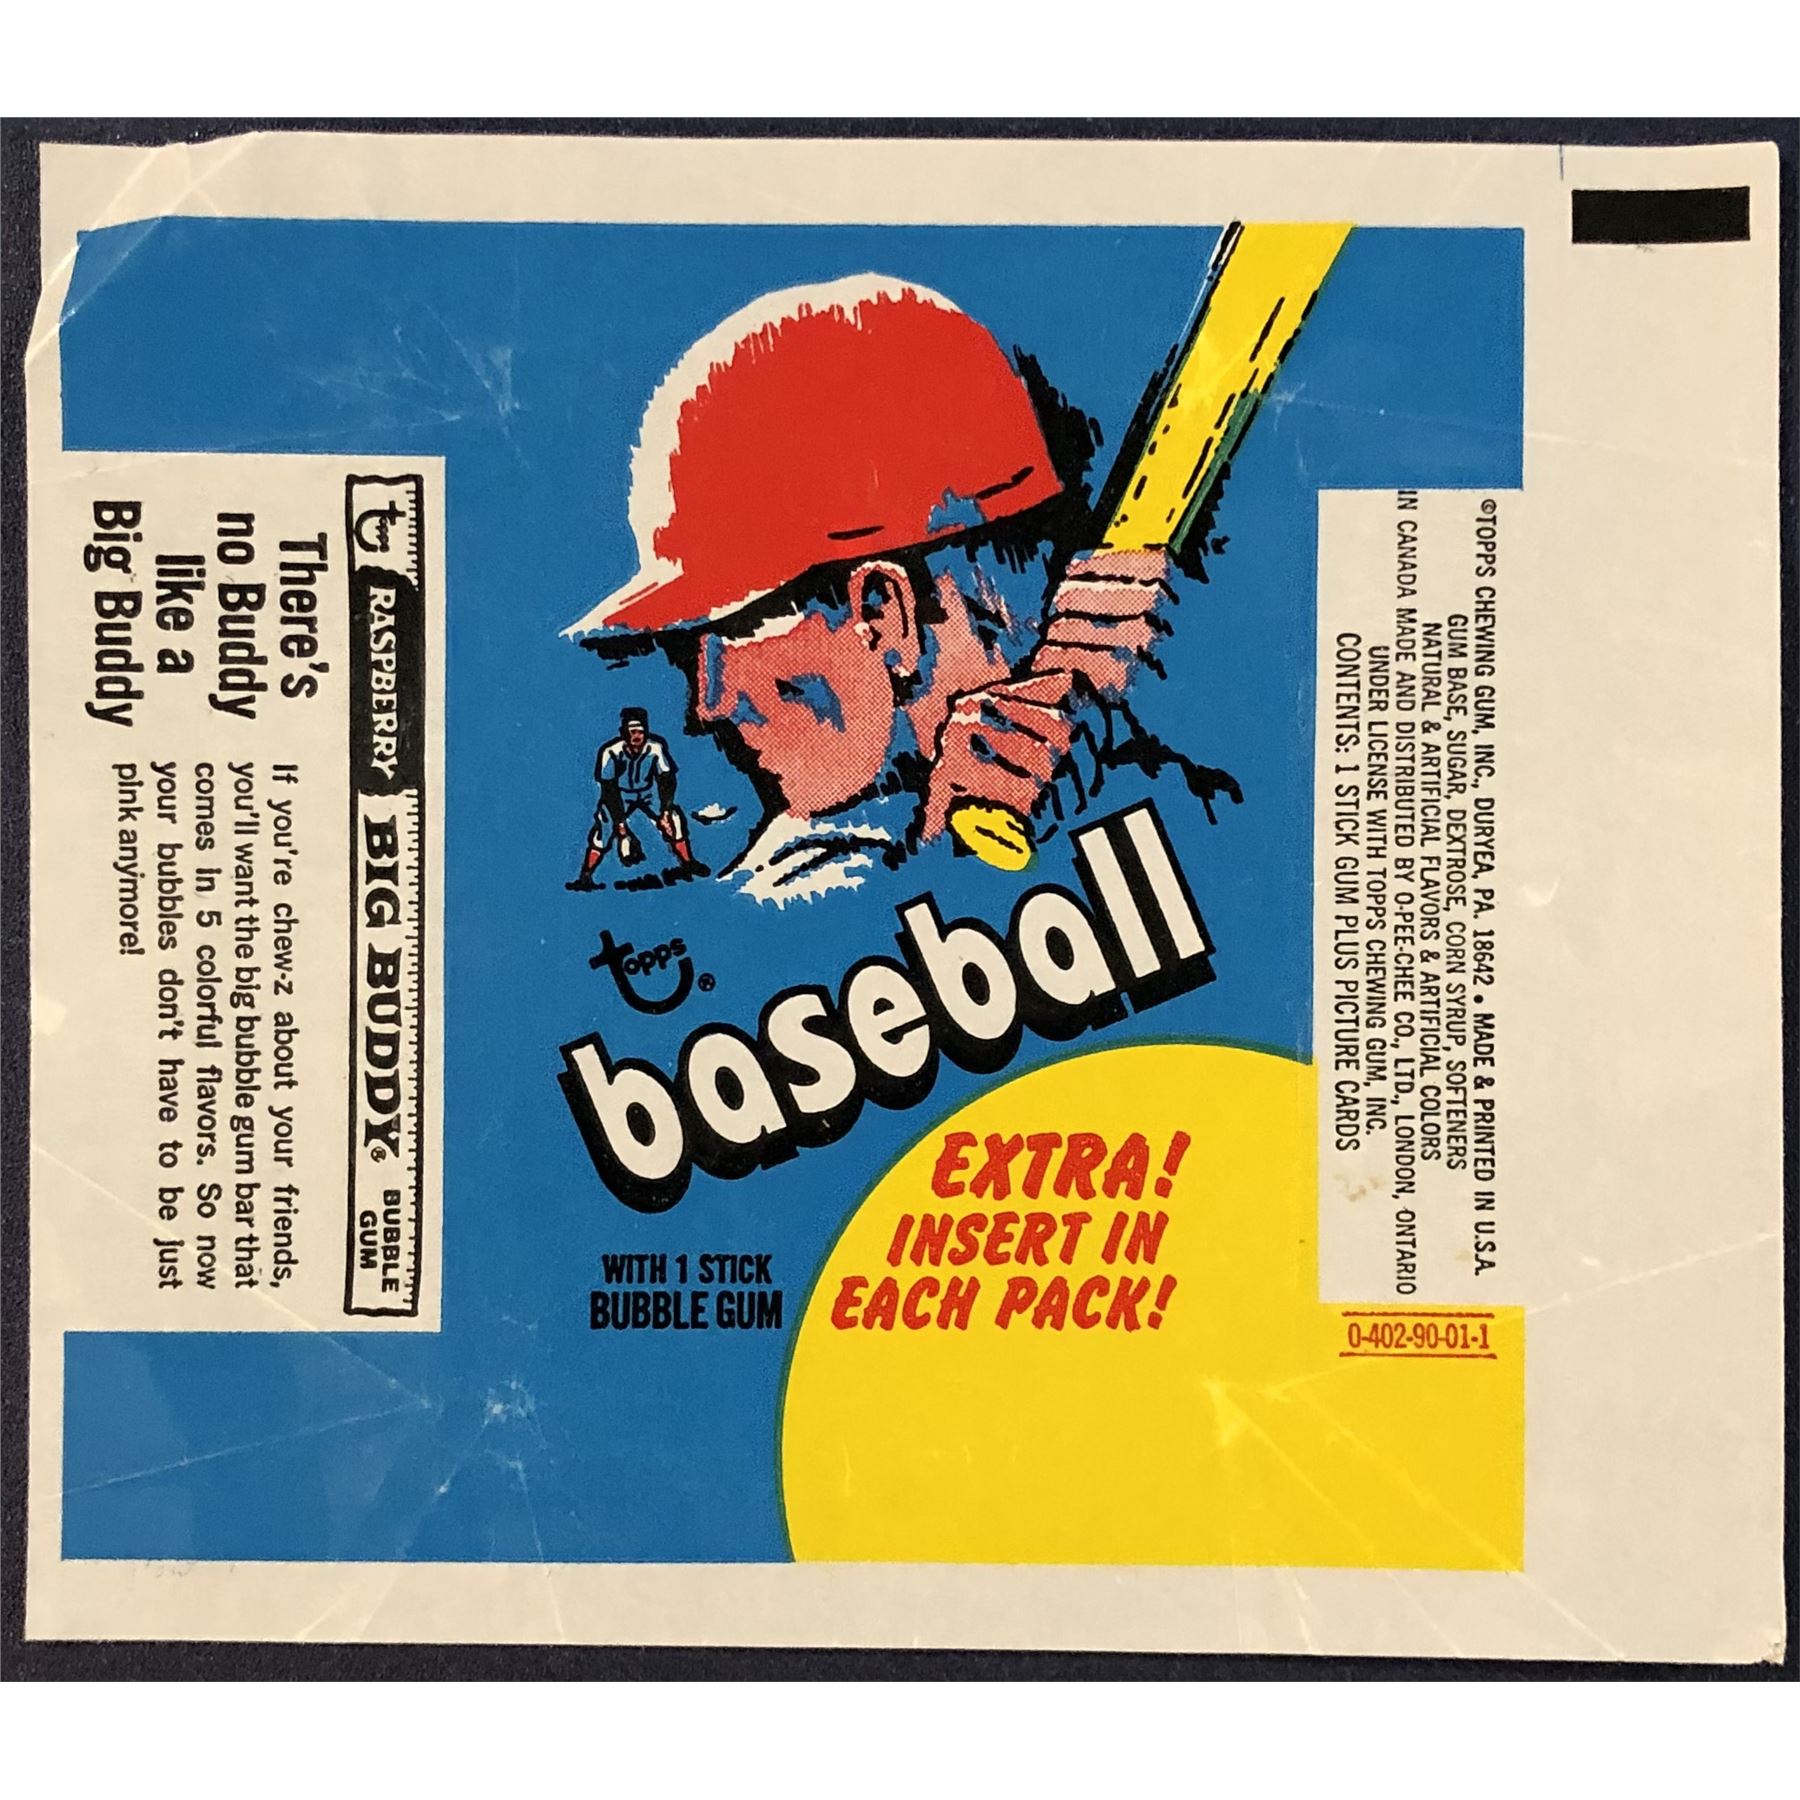 topps®
baseball
WITH 1 STICK
BUBBLE GUM
EXTRA!
INSERT IN
EACH PACK!
©TOPPS CHEWING GUM, INC., DURYEA, PA. 18642 • MADE & PRINTED IN U.S.A.
GUM BASE, SUGAR, DEXTROSE, CORN SYRUP, SOFTENERS
NATURAL & ARTIFICIAL FLAVORS & ARTIFICIAL COLORS
IN CANADA MADE AND DISTRIBUTED BY O-PEE-CHEE CO., LTD., LONDON, ONTARIO
UNDER LICENSE WITH TOPPS CHEWING GUM, INC.
CONTENTS: 1 STICK GUM PLUS PICTURE CARDS
0-402-90-01-1
topps RASPBERRY BIG BUDDY® BUBBLE
GUM
There's
no Buddy
like a
Big Buddy
If you're chew-z about your friends,
you'll want the big bubble gum bar that
comes in 5 colorful flavors. So now
your bubbles don't have to be just
pink anymore!